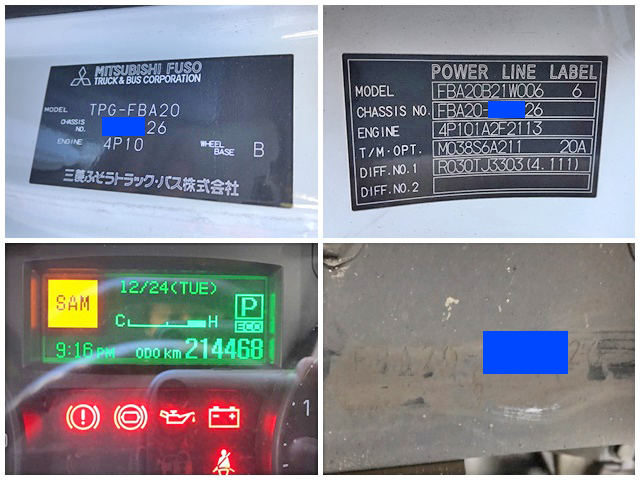 MITSUBISHI FUSO
TRUCK & BUS CORPORATION
MODEL TPG-FBA20
CHASSIS NO. 26
ENGINE 4P10 WHEEL BASE B
三菱ふそうトラック・バス株式会社
POWER LINE LABEL
MODEL FBA20B21W006 6
CHASSIS NO. FBA20- 26
ENGINE 4P101A2F2113
T/M·OPT. M038S6A211 20A
DIFF.NO.1 R030TJ3303(4.111)
DIFF.NO.2
SAM
12/24(TUE)
C H
P
ECO
9:16 PM ODO km 214468
1